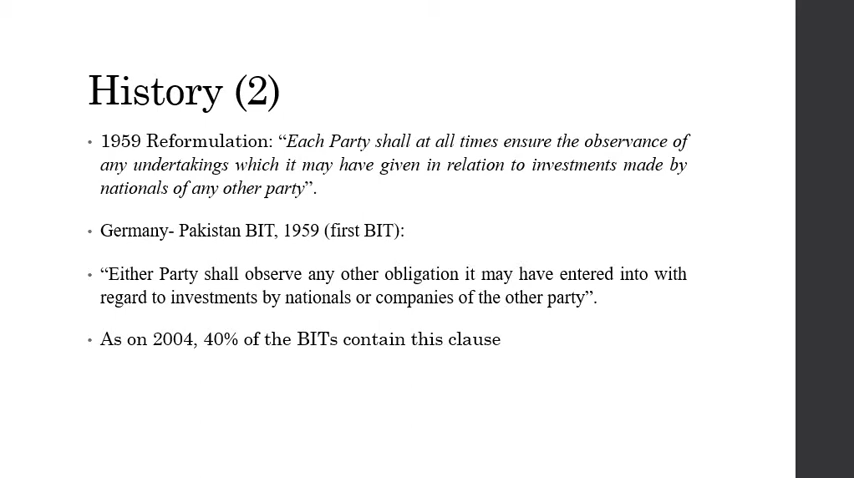 History (2)
• 1959 Reformulation: “Each Party shall at all times ensure the observance of
any undertakings which it may have given in relation to investments made by
nationals of any other party”.
• Germany- Pakistan BIT, 1959 (first BIT):
• “Either Party shall observe any other obligation it may have entered into with
regard to investments by nationals or companies of the other party”.
• As on 2004, 40% of the BITs contain this clause